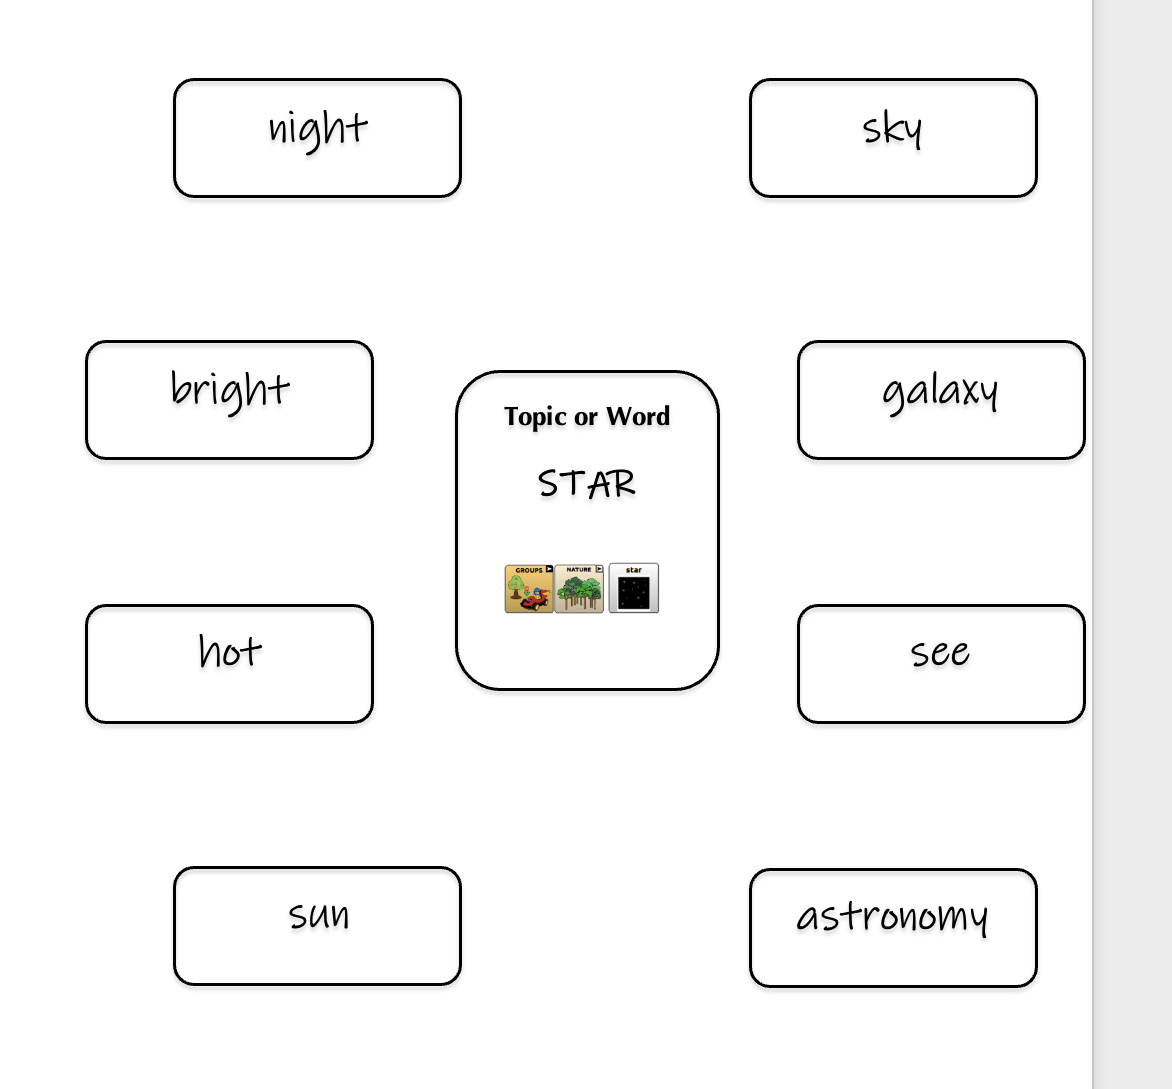 night
sky
bright
galaxy
Topic or Word
STAR
GROUPS NATURE star
hot
see
sun
astronomy